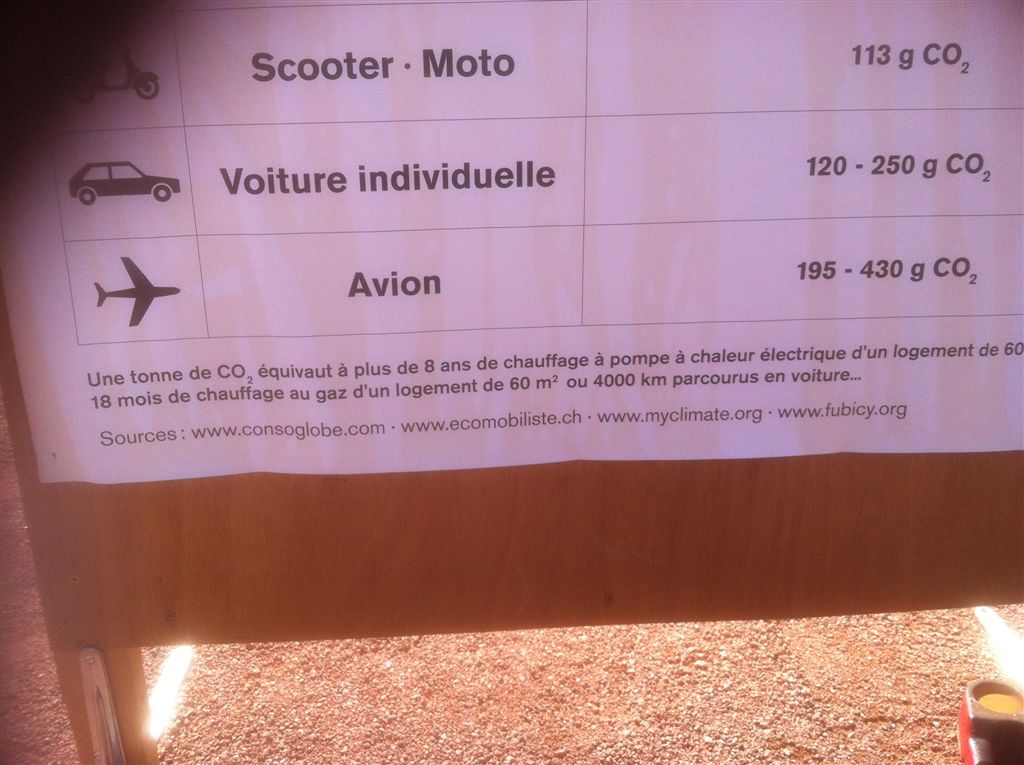 Scooter · Moto 113 g CO₂
Voiture individuelle 120 - 250 g CO₂
Avion 195 - 430 g CO₂
Une tonne de CO₂ équivaut à plus de 8 ans de chauffage à pompe à chaleur électrique d'un logement de 60
18 mois de chauffage au gaz d'un logement de 60 m² ou 4000 km parcourus en voiture...
Sources : www.consoglobe.com · www.ecomobiliste.ch · www.myclimate.org · www.fubicy.org